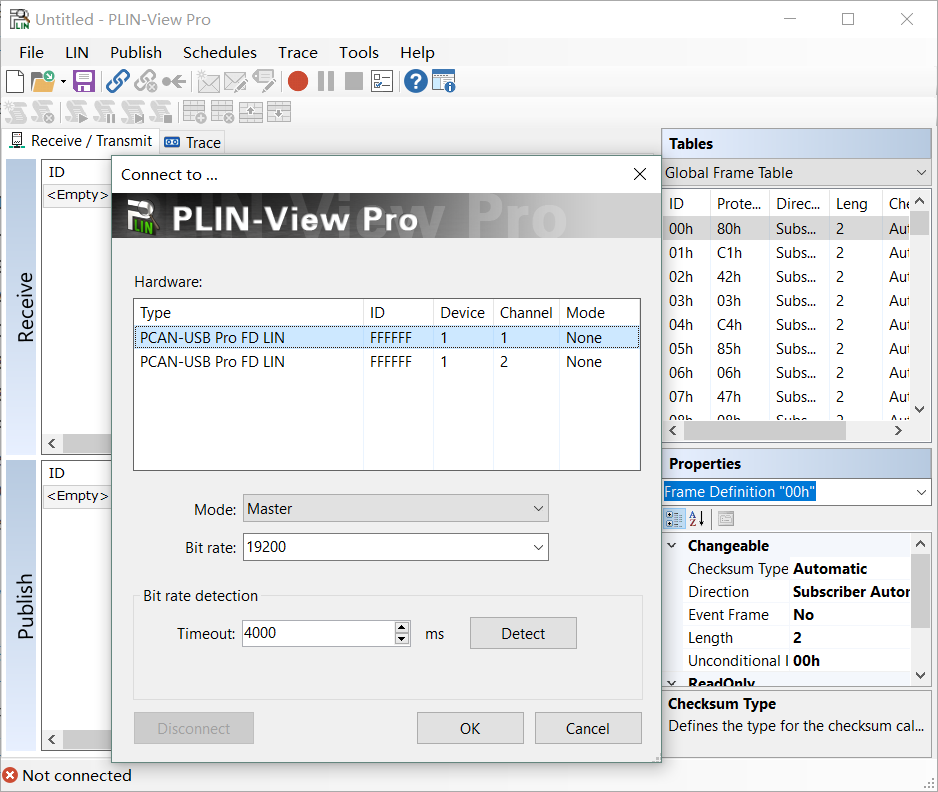 Untitled - PLIN-View Pro
File LIN Publish Schedules Trace Tools Help
Receive / Transmit Trace
Receive
ID
<Empty>
Publish
ID
<Empty>
Connect to ...
PLIN-View Pro
Hardware:
Type ID Device Channel Mode
PCAN-USB Pro FD LIN FFFFFF 1 1 None
PCAN-USB Pro FD LIN FFFFFF 1 2 None
Mode: Master
Bit rate: 19200
Bit rate detection
Timeout: 4000 ms Detect
Disconnect OK Cancel
Tables
Global Frame Table
ID Prote... Direc... Leng Che
00h 80h Subs... 2 Aut
01h C1h Subs... 2 Aut
02h 42h Subs... 2 Aut
03h 03h Subs... 2 Aut
04h C4h Subs... 2 Aut
05h 85h Subs... 2 Aut
06h 06h Subs... 2 Aut
07h 47h Subs... 2 Aut
08h 08h Subs... 2 Aut
Properties
Frame Definition "00h"
Changeable
Checksum Type Automatic
Direction Subscriber Autor
Event Frame No
Length 2
Unconditional I 00h
ReadOnly
Checksum Type
Defines the type for the checksum cal...
Not connected